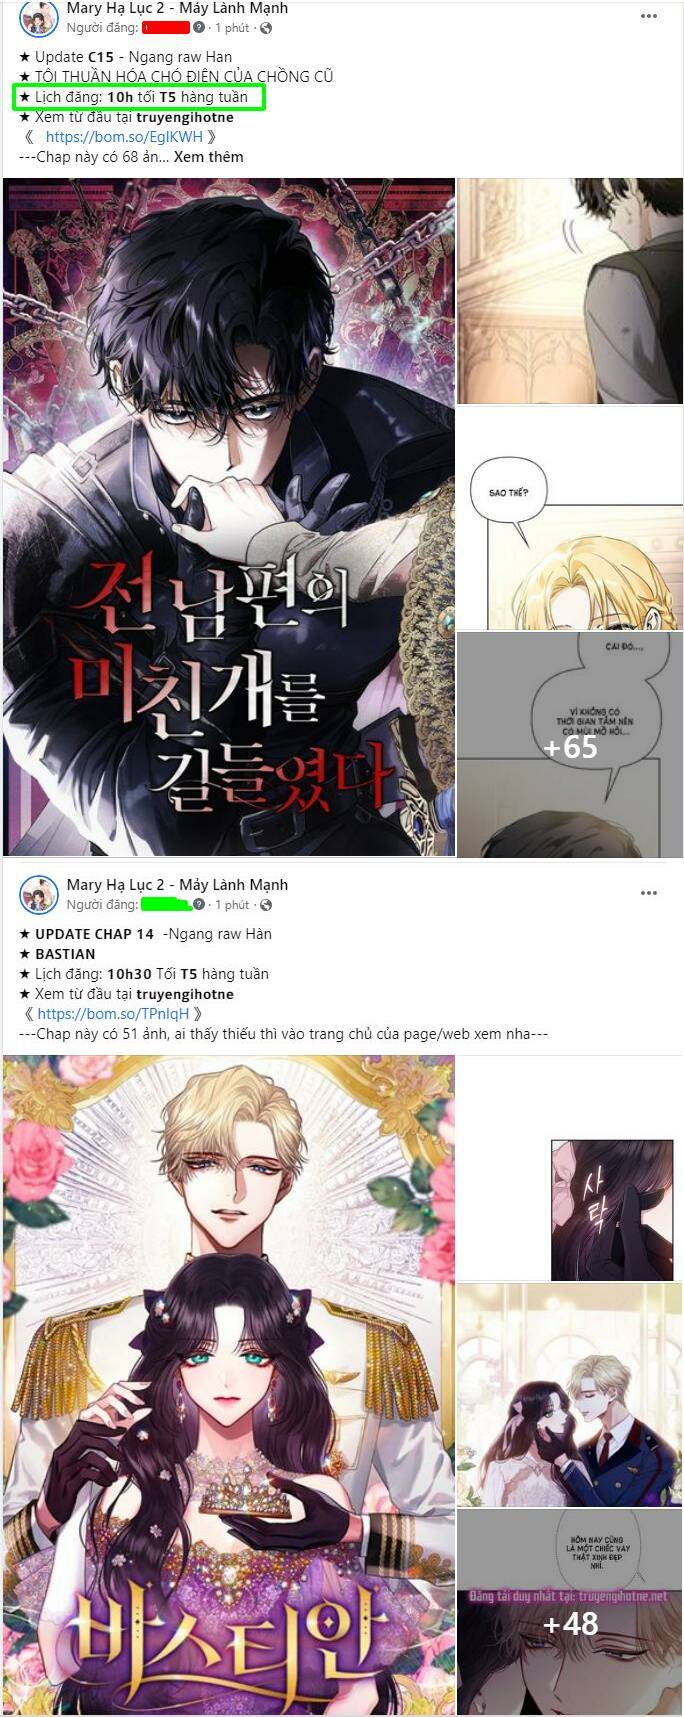 Mary Hạ Lục 2 - Máy Lành Mạnh
Người đăng: · 1 phút ·
★ Update C15 - Ngang raw Han
★ TÔI THUẦN HÓA CHÓ ĐIÊN CỦA CHỒNG CŨ
★ Lịch đăng: 10h tối T5 hàng tuần
★ Xem từ đầu tại truyengihotne
《 https://bom.so/EglKWH 》
---Chap này có 68 ản... Xem thêm
SAO THẾ?
전 남편의
미친개를
길들였다
CÁI ĐÓ...,
VÌ KHÔNG CÓ
THỜI GIAN TẮM NÊN
CÓ MÙI MỒ HÔI...
+65
Mary Hạ Lục 2 - Máy Lành Mạnh
Người đăng: · 1 phút ·
★ UPDATE CHAP 14 -Ngang raw Hàn
★ BASTIAN
★ Lịch đăng: 10h30 Tối T5 hàng tuần
★ Xem từ đầu tại truyengihotne
《 https://bom.so/TPnlqH 》
---Chap này có 51 ảnh, ai thấy thiếu thì vào trang chủ của page/web xem nha---
사
락
HÔM NAY CŨNG
LÀ MỘT CHIẾC VÁY
THẬT XINH ĐẸP
NHỈ.
Đăng tải duy nhất tại: truyengihotne.net
+48
바스티안